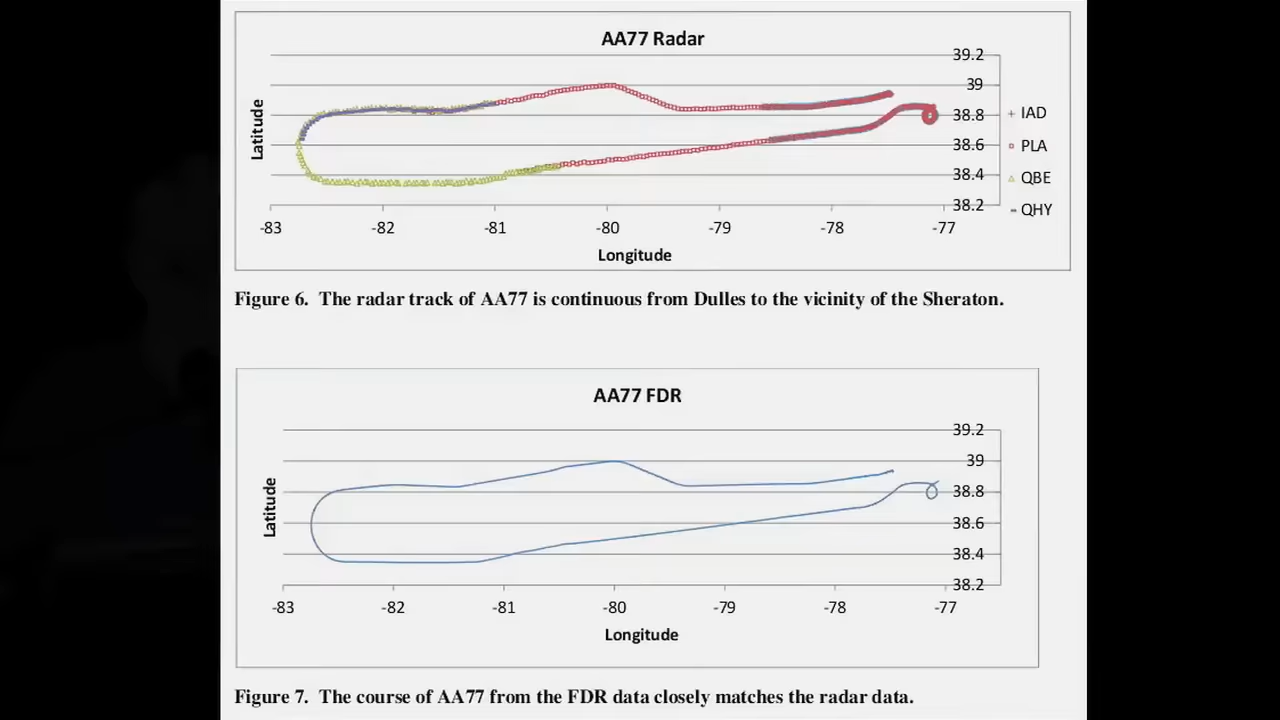 AA77 Radar
39.2
39
38.8
38.6
38.4
38.2
Latitude
-83 -82 -81 -80 -79 -78 -77
Longitude
IAD
PLA
QBE
QHY
Figure 6. The radar track of AA77 is continuous from Dulles to the vicinity of the Sheraton.
AA77 FDR
39.2
39
38.8
38.6
38.4
38.2
Latitude
-83 -82 -81 -80 -79 -78 -77
Longitude
Figure 7. The course of AA77 from the FDR data closely matches the radar data.